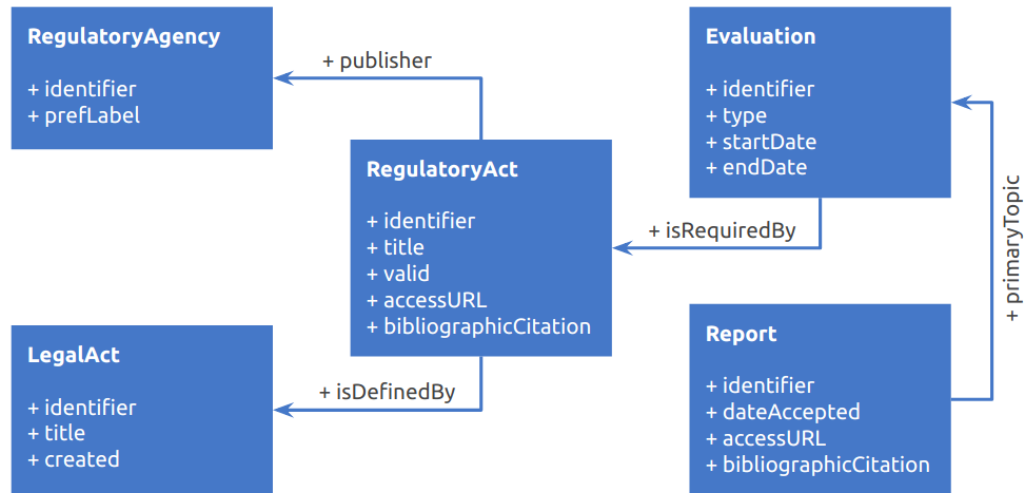 RegulatoryAgency
+ identifier
+ prefLabel
+ publisher
RegulatoryAct
+ identifier
+ title
+ valid
+ accessURL
+ bibliographicCitation
Evaluation
+ identifier
+ type
+ startDate
+ endDate
+ isRequiredBy
+ primaryTopic
LegalAct
+ identifier
+ title
+ created
+ isDefinedBy
Report
+ identifier
+ dateAccepted
+ accessURL
+ bibliographicCitation